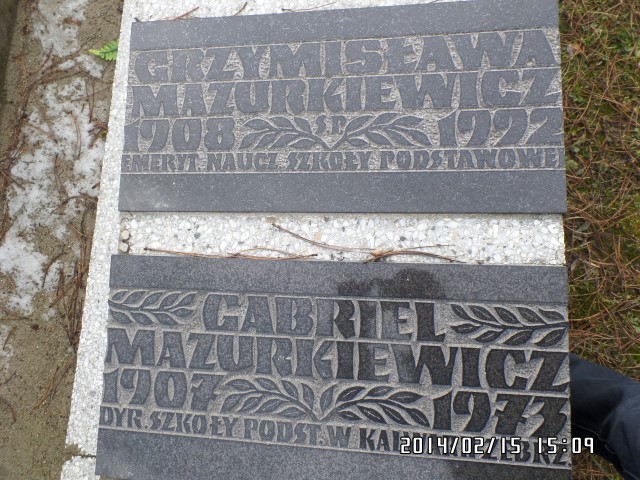 GRZYMISŁAWA
MAZURKIEWICZ
1908 Ś.P. 1992
EMERYT. NAUCZ. SZKOŁY PODSTAWOWEJ
GABRIEL
MAZURKIEWICZ
1907 1973
DYR. SZKOŁY PODST. W
2014/02/15 15:09